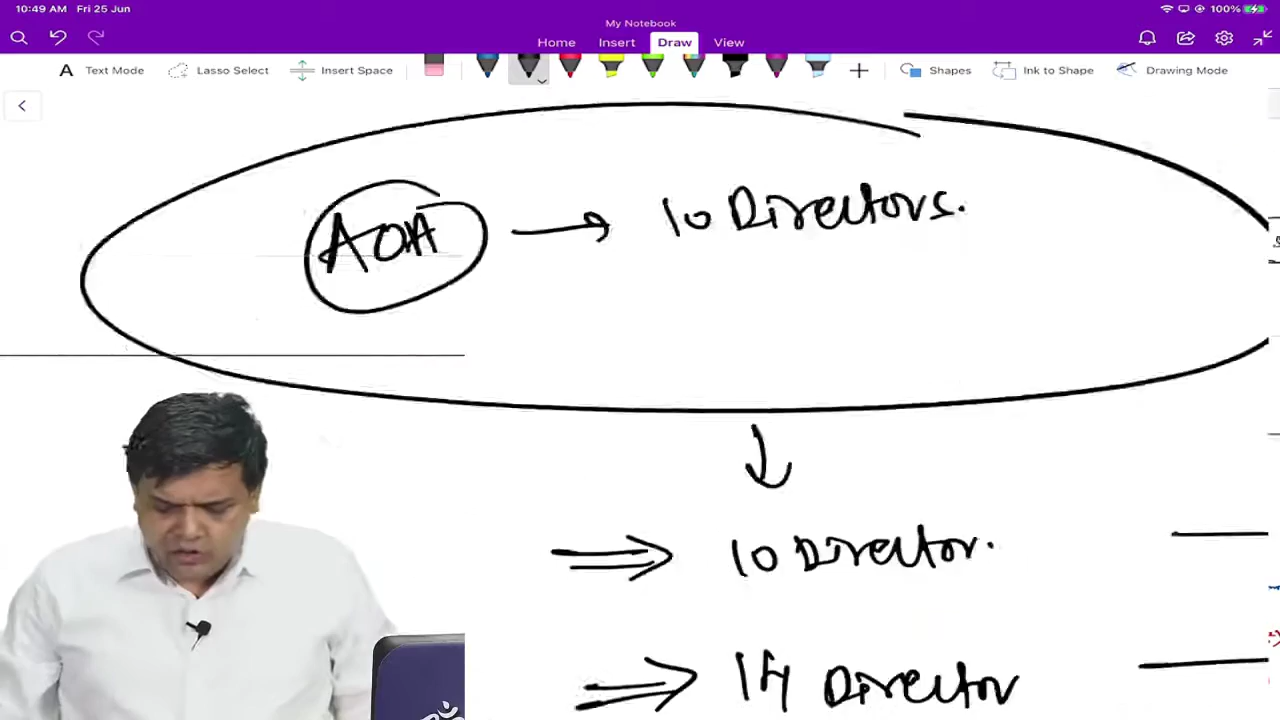 10:49 AM Fri 25 Jun
100%
My Notebook
Home Insert Draw View
Text Mode Lasso Select Insert Space Shapes Ink to Shape Drawing Mode
AOA → 10 Directors.
↓
⇒ 10 Director.
⇒ 14 Director
ॐ